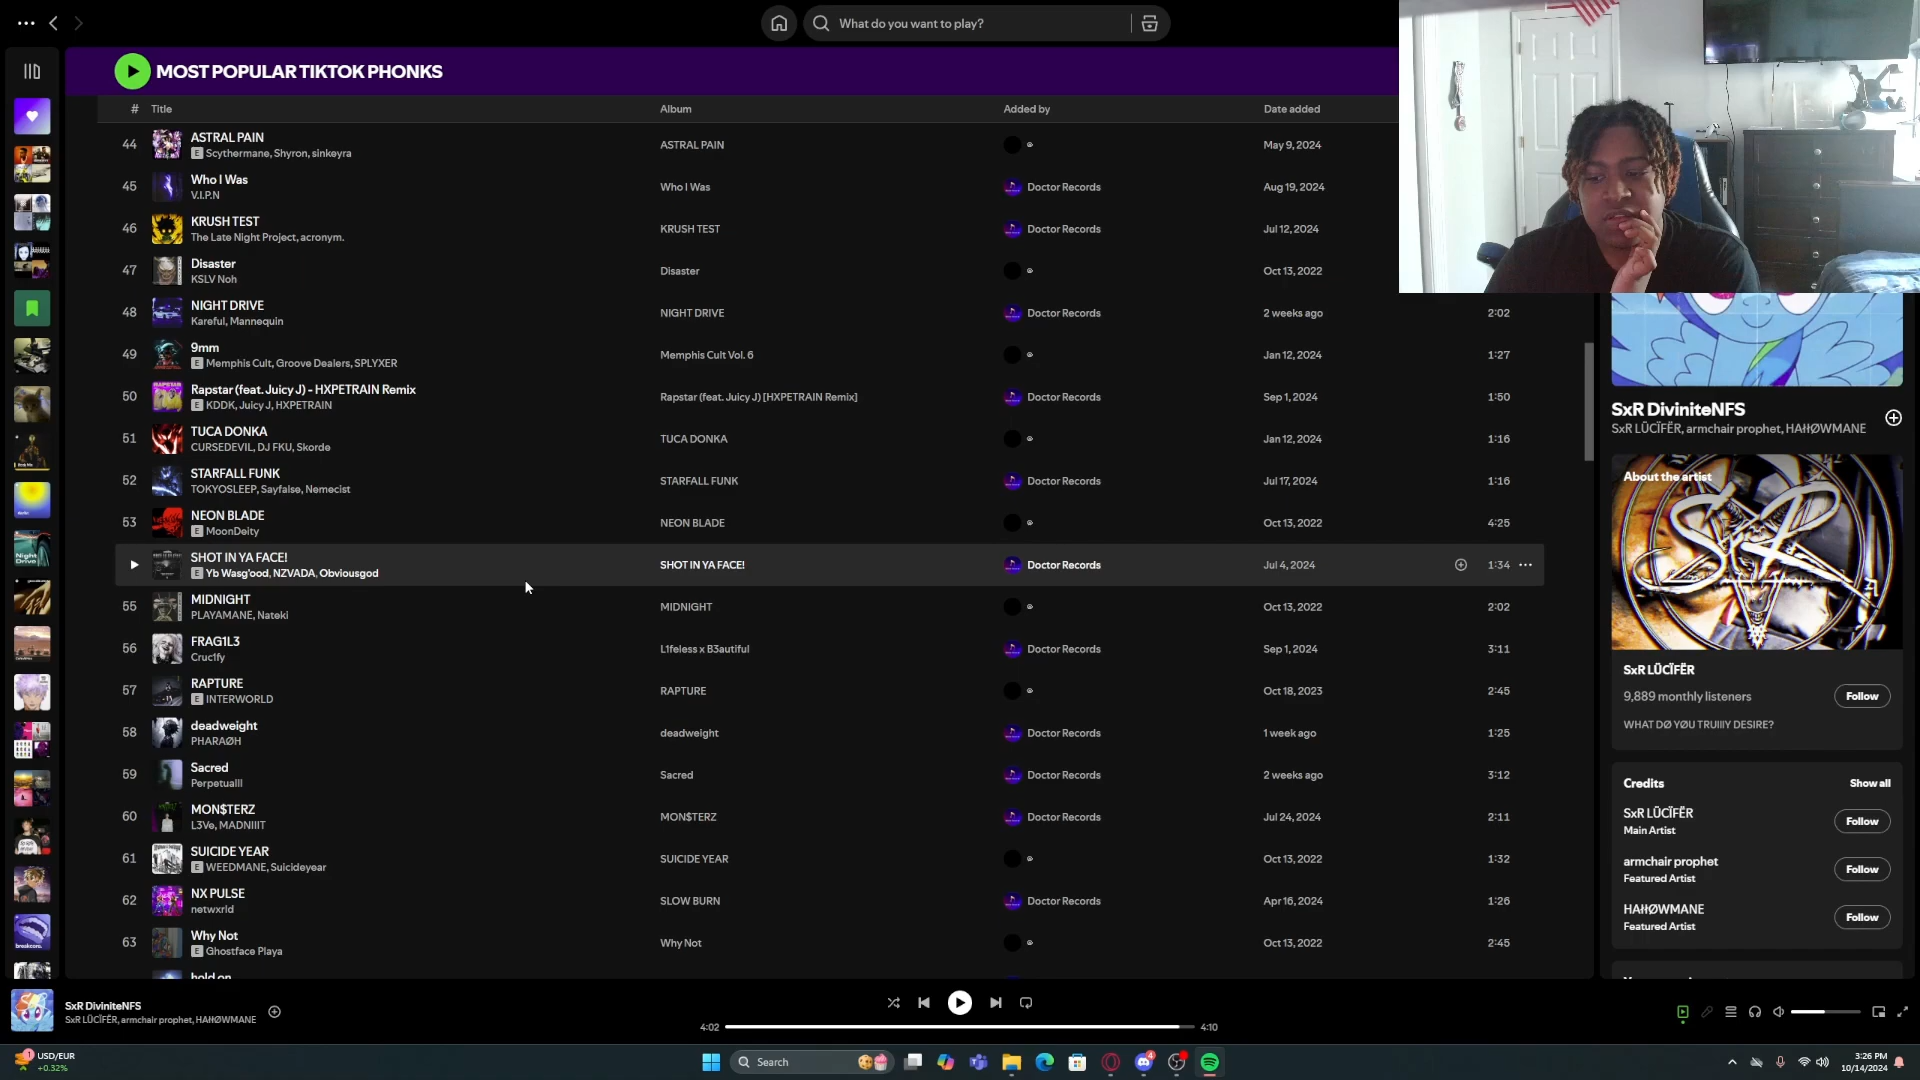 What do you want to play?
MOST POPULAR TIKTOK PHONKS
# Title Album Added by Date added
44 ASTRAL PAIN ASTRAL PAIN May 9, 2024
E Scythermane, Shyron, sinkeyra
45 Who I Was Who I Was Doctor Records Aug 19, 2024
V.I.P.N
46 KRUSH TEST KRUSH TEST Doctor Records Jul 12, 2024
The Late Night Project, acronym.
47 Disaster Disaster Oct 13, 2022
KSLV Noh
48 NIGHT DRIVE NIGHT DRIVE Doctor Records 2 weeks ago 2:02
Kareful, Mannequin
49 9mm Memphis Cult Vol. 6 Jan 12, 2024 1:27
E Memphis Cult, Groove Dealers, SPLYXER
50 Rapstar (feat. Juicy J) - HXPETRAIN Remix Rapstar (feat. Juicy J) [HXPETRAIN Remix] Doctor Records Sep 1, 2024 1:50
E KDDK, Juicy J, HXPETRAIN
51 TUCA DONKA TUCA DONKA Jan 12, 2024 1:16
CURSEDEVIL, DJ FKU, Skorde
52 STARFALL FUNK STARFALL FUNK Doctor Records Jul 17, 2024 1:16
TOKYOSLEEP, Sayfalse, Nemecist
53 NEON BLADE NEON BLADE Oct 13, 2022 4:25
E MoonDeity
SHOT IN YA FACE! SHOT IN YA FACE! Doctor Records Jul 4, 2024 1:34
E Yb Wasg'ood, NZVADA, Obviousgod
55 MIDNIGHT MIDNIGHT Oct 13, 2022 2:02
PLAYAMANE, Nateki
56 FRAG1L3 L1feless x B3autiful Doctor Records Sep 1, 2024 3:11
Cruc1fy
57 RAPTURE RAPTURE Oct 18, 2023 2:45
E INTERWORLD
58 deadweight deadweight Doctor Records 1 week ago 1:25
PHARAØH
59 Sacred Sacred Doctor Records 2 weeks ago 3:12
Perpetualll
60 MON$TERZ MON$TERZ Doctor Records Jul 24, 2024 2:11
L3Ve, MADNIIIT
61 SUICIDE YEAR SUICIDE YEAR Oct 13, 2022 1:32
E WEEDMANE, Suicideyear
62 NX PULSE SLOW BURN Doctor Records Apr 16, 2024 1:26
netwxrld
63 Why Not Why Not Oct 13, 2022 2:45
E Ghostface Playa
hold on
SxR DiviniteNFS
SxR LÜCÏFËR, armchair prophet, HAłłØWMANE
About the artist
SxR LÜCÏFËR
9,889 monthly listeners Follow
WHAT DØ YØU TRUłłłY DESIRE?
Credits Show all
SxR LÜCÏFËR
Main Artist Follow
armchair prophet
Featured Artist Follow
HAłłØWMANE
Featured Artist Follow
SxR DiviniteNFS
SxR LÜCÏFËR, armchair prophet, HAłłØWMANE
4:02 4:10
USD/EUR
+0.32%
Search
3:26 PM
10/14/2024